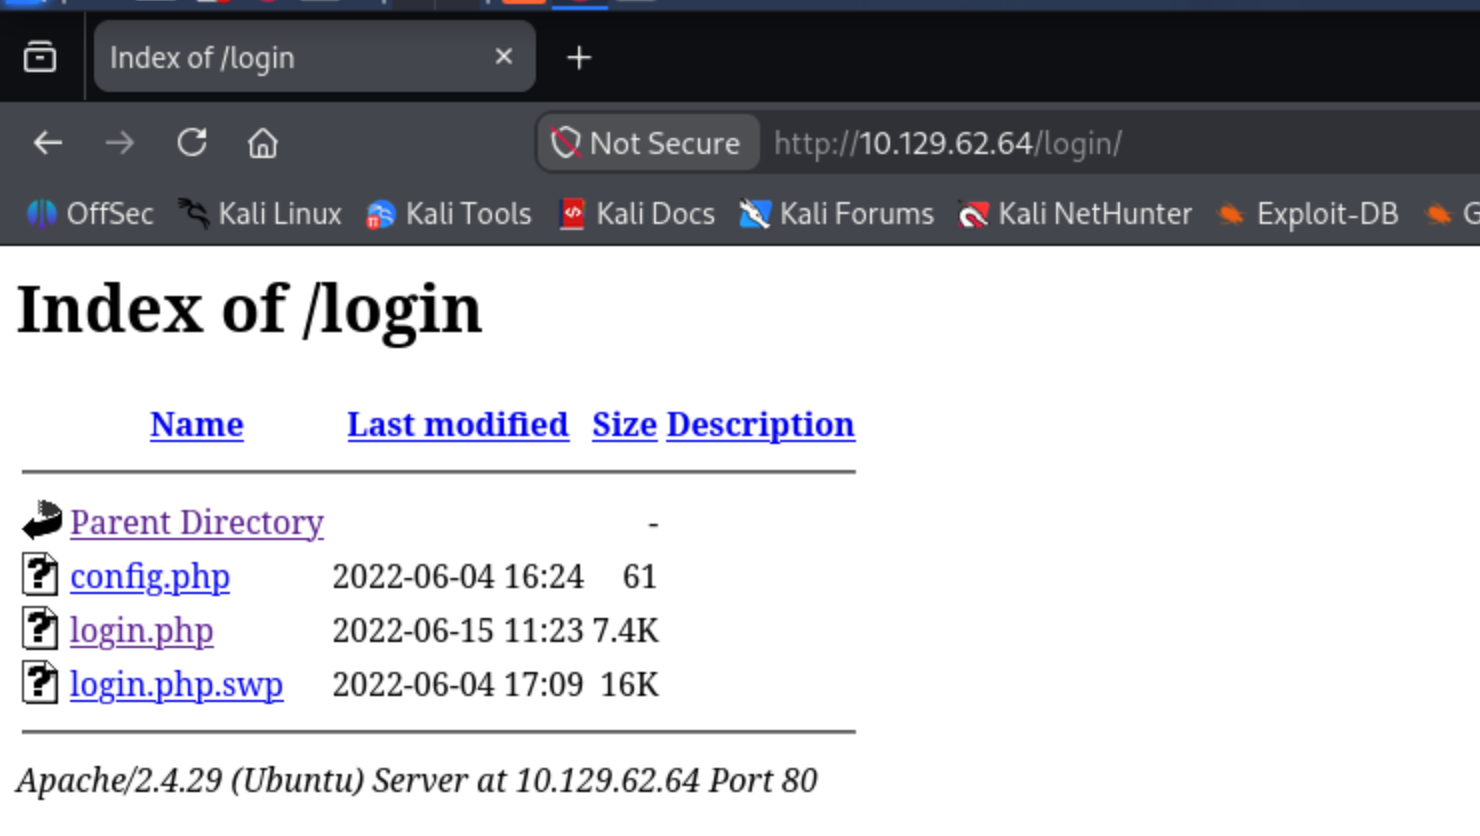 Index of /login
Not Secure http://10.129.62.64/login/
OffSec Kali Linux Kali Tools Kali Docs Kali Forums Kali NetHunter Exploit-DB G
Index of /login
Name Last modified Size Description
Parent Directory -
config.php 2022-06-04 16:24 61
login.php 2022-06-15 11:23 7.4K
login.php.swp 2022-06-04 17:09 16K
Apache/2.4.29 (Ubuntu) Server at 10.129.62.64 Port 80